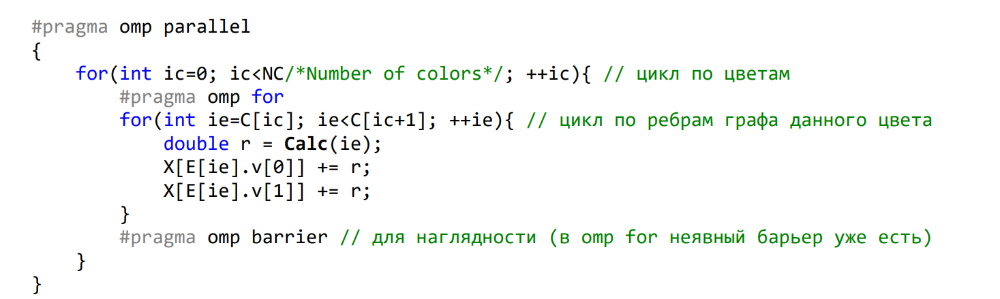 #pragma omp parallel
{
for(int ic=0; ic<NC/*Number of colors*/; ++ic){ // цикл по цветам
#pragma omp for
for(int ie=C[ic]; ie<C[ic+1]; ++ie){ // цикл по ребрам графа данного цвета
double r = Calc(ie);
X[E[ie].v[0]] += r;
X[E[ie].v[1]] += r;
}
#pragma omp barrier // для наглядности (в omp for неявный барьер уже есть)
}
}